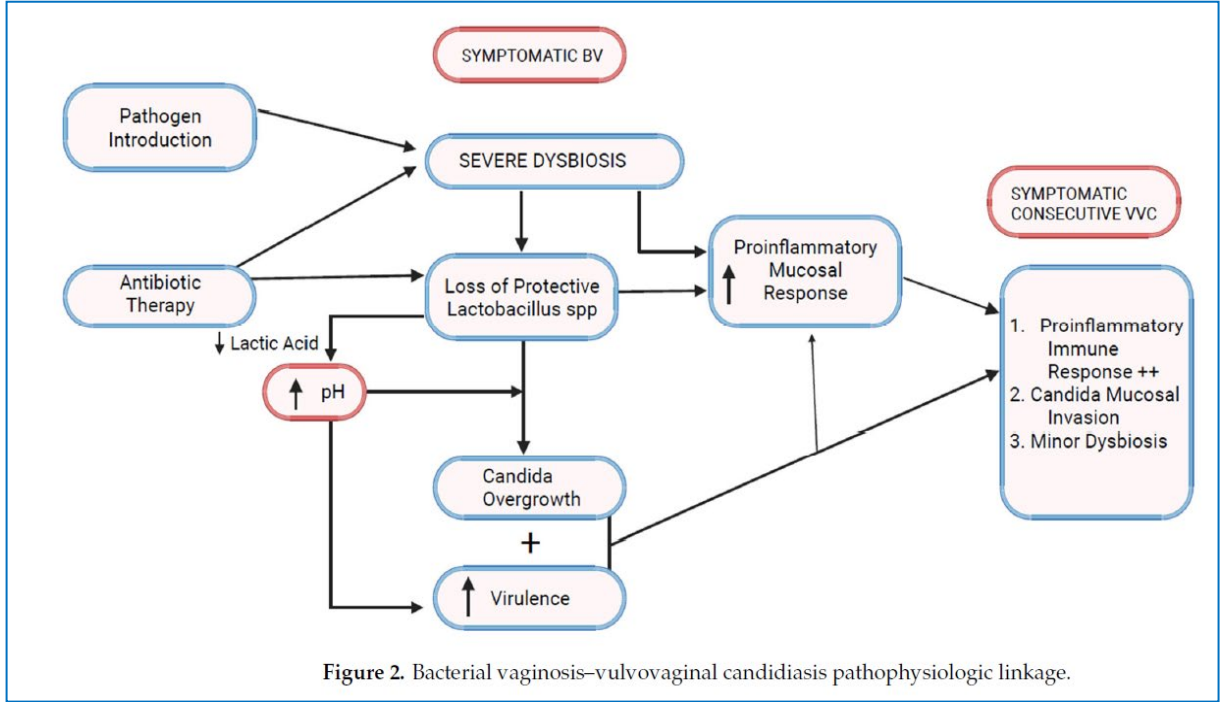 SYMPTOMATIC BV
Pathogen
Introduction
SEVERE DYSBIOSIS
SYMPTOMATIC
CONSECUTIVE VVC
Antibiotic
Therapy
Loss of Protective
Lactobacillus spp
Proinflammatory
↑ Mucosal
Response
↓ Lactic Acid
↑ pH
1. Proinflammatory
Immune
Response ++
2. Candida Mucosal
Invasion
3. Minor Dysbiosis
Candida
Overgrowth
+
↑ Virulence
Figure 2. Bacterial vaginosis–vulvovaginal candidiasis pathophysiologic linkage.